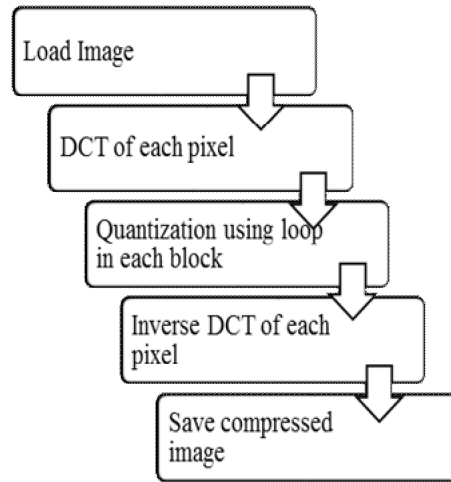 Load Image
DCT of each pixel
Quantization using loop
in each block
Inverse DCT of each
pixel
Save compressed
image